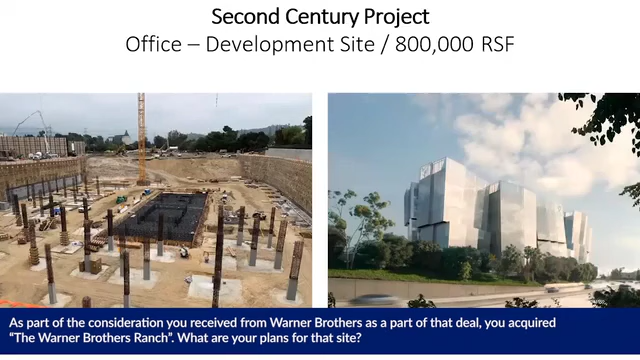 Second Century Project
Office – Development Site / 800,000 RSF
As part of the consideration you received from Warner Brothers as a part of that deal, you acquired
"The Warner Brothers Ranch". What are your plans for that site?